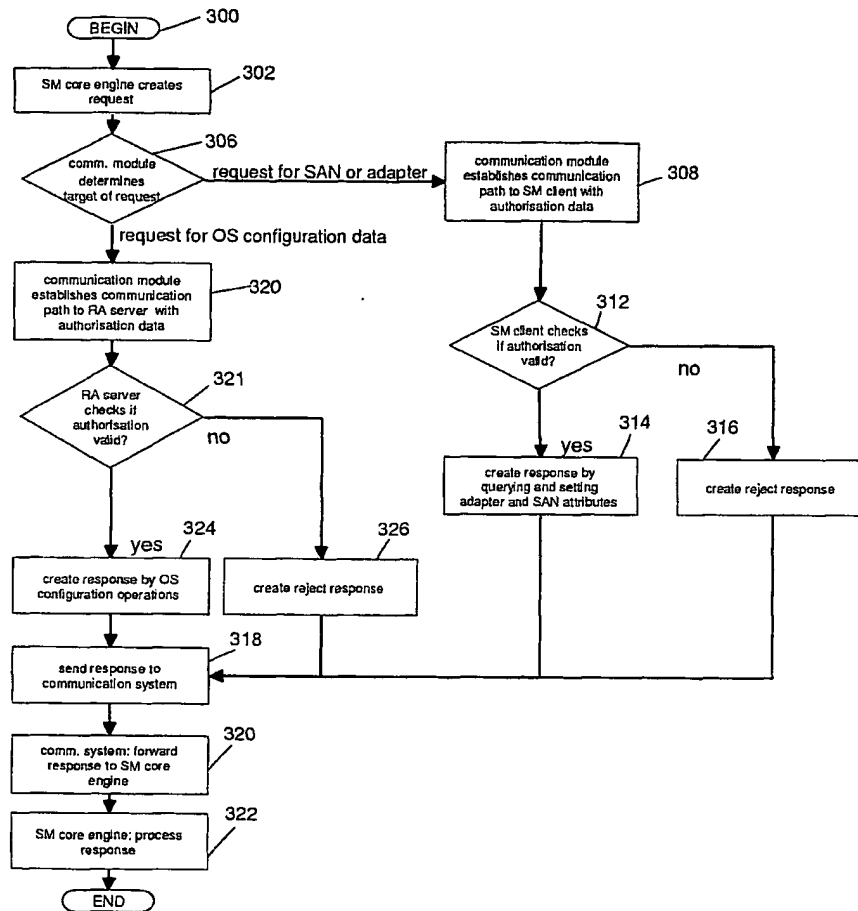 BEGIN
300
SM core engine creates
request
302
306
comm. module
determines
target of request
request for SAN or adapter
communication module
establishes communication
path to SM client with
authorisation data
308
request for OS configuration data
communication module
establishes communication
path to RA server with
authorisation data
320
312
SM client checks
if authorisation
valid?
no
321
RA server
checks if
authorisation
valid?
no
yes
314
create response by
querying and setting
adapter and SAN attributes
316
create reject response
yes
324
create response by OS
configuration operations
326
create reject response
318
send response to
communication system
320
comm. system: forward
response to SM core
engine
322
SM core engine: process
response
END